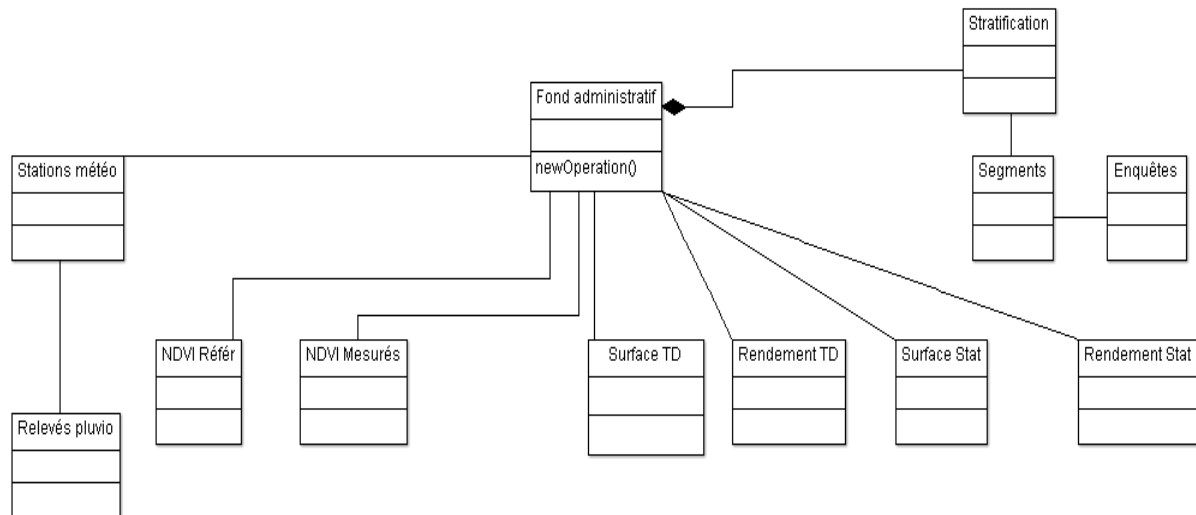 Stratification
Fond administratif
newOperation()
Stations météo
Segments
Enquêtes
NDVI Référ
NDVI Mesurés
Surface TD
Rendement TD
Surface Stat
Rendement Stat
Relevés pluvio